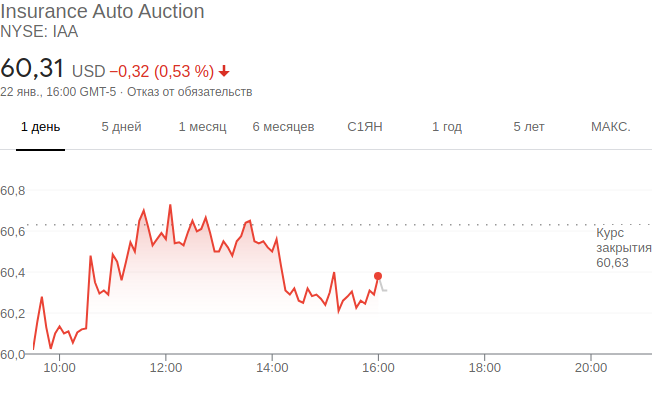 Insurance Auto Auction
NYSE: IAA
60,31 USD −0,32 (0,53 %)
22 янв., 16:00 GMT-5 · Отказ от обязательств
1 день 5 дней 1 месяц 6 месяцев С1ЯН 1 год 5 лет МАКС.
60,8
60,6
Курс
закрытия
60,63
60,4
60,2
60,0
10:00 12:00 14:00 16:00 18:00 20:00